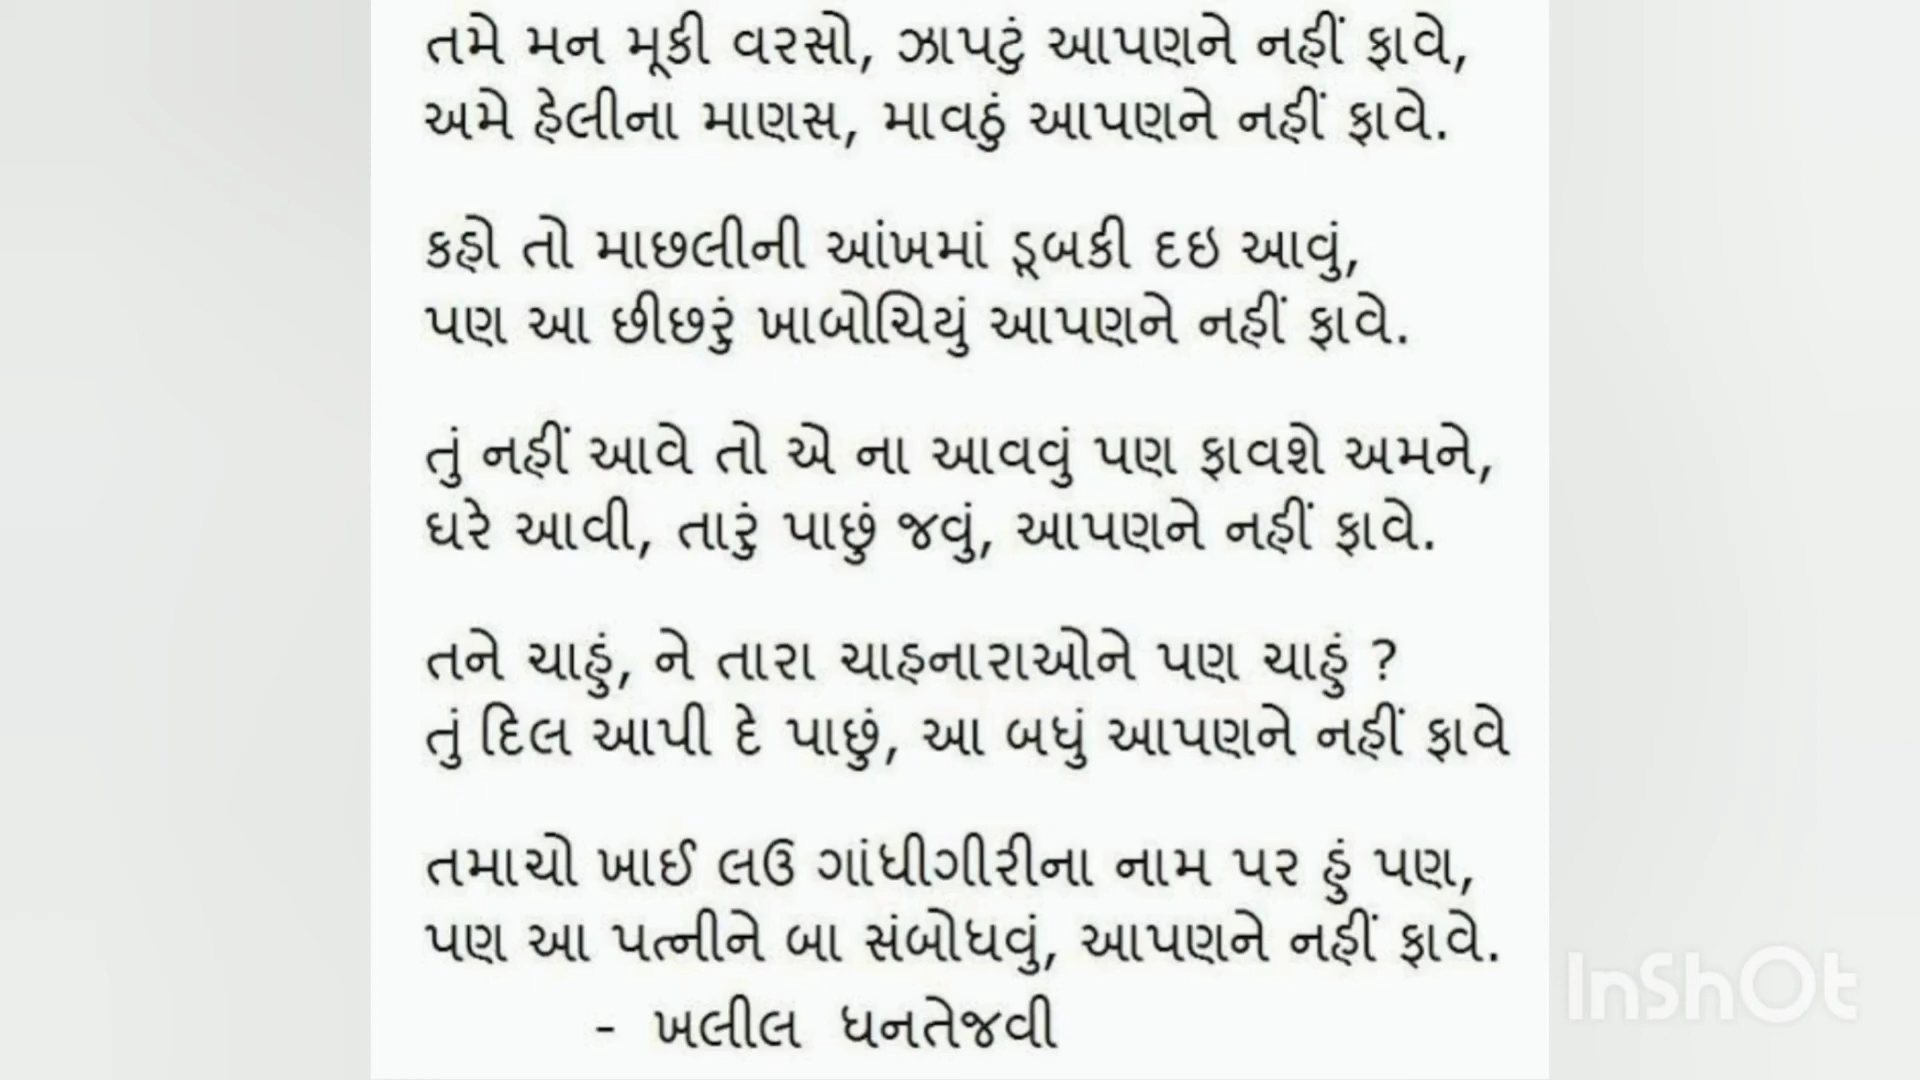 તમે મન મૂકી વરસો, ઝાપટું આપણને નહીં ફાવે,
અમે હેલીના માણસ, માવઠું આપણને નહીં ફાવે.
કહો તો માછલીની આંખમાં ડૂબકી દઇ આવું,
પણ આ છીછરું ખાબોચિયું આપણને નહીં ફાવે.
તું નહીં આવે તો એ ના આવવું પણ ફાવશે અમને,
ઘરે આવી, તારું પાછું જવું, આપણને નહીં ફાવે.
તને ચાહું, ને તારા ચાહનારાઓને પણ ચાહું ?
તું દિલ આપી દે પાછું, આ બધું આપણને નહીં ફાવે
તમાચો ખાઈ લઉ ગાંધીગીરીના નામ પર હું પણ,
પણ આ પત્નીને બા સંબોધવું, આપણને નહીં ફાવે.
- ખલીલ ધનતેજવી
InShOt